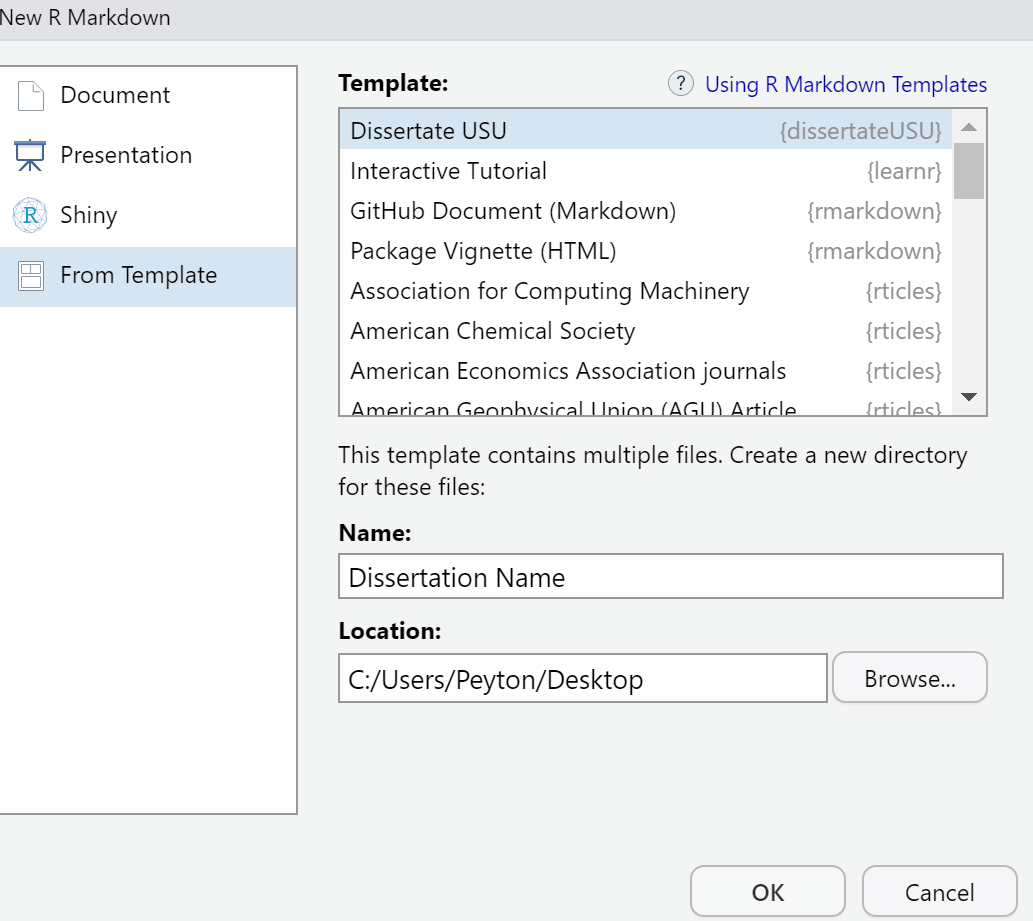 New R Markdown
Document
Presentation
Shiny
From Template
Template:
? Using R Markdown Templates
Dissertate USU {dissertateUSU}
Interactive Tutorial {learnr}
GitHub Document (Markdown) {rmarkdown}
Package Vignette (HTML) {rmarkdown}
Association for Computing Machinery {rticles}
American Chemical Society {rticles}
American Economics Association journals {rticles}
American Geophysical Union (AGU) Article {rticles}
This template contains multiple files. Create a new directory
for these files:
Name:
Dissertation Name
Location:
C:/Users/Peyton/Desktop
Browse...
OK
Cancel